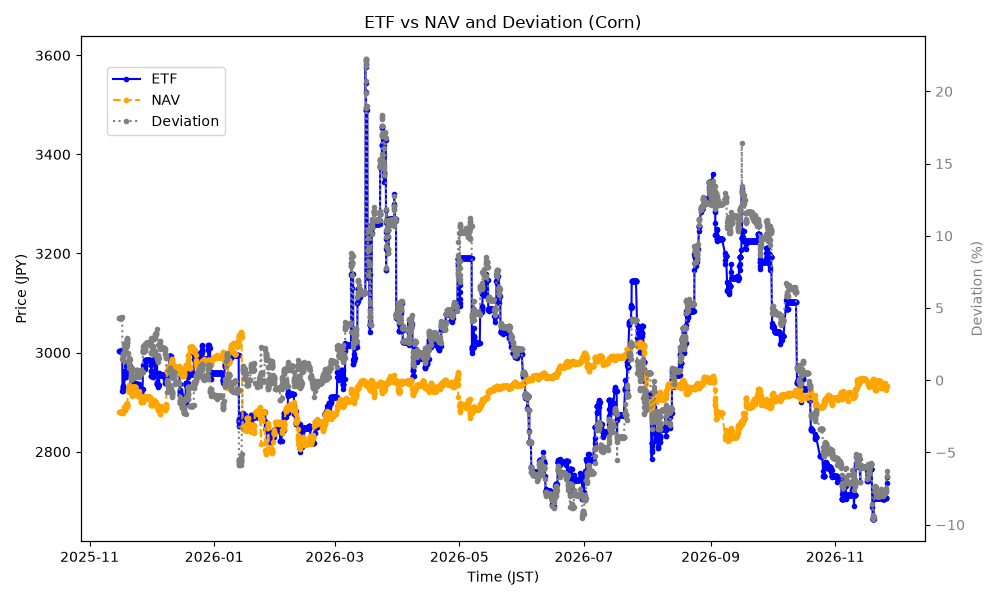 ETF vs NAV and Deviation (Corn)
ETF
NAV
Deviation
Price (JPY)
3600
3400
3200
3000
2800
Deviation (%)
20
15
10
5
0
−5
−10
2025-11
2026-01
2026-03
2026-05
2026-07
2026-09
2026-11
Time (JST)